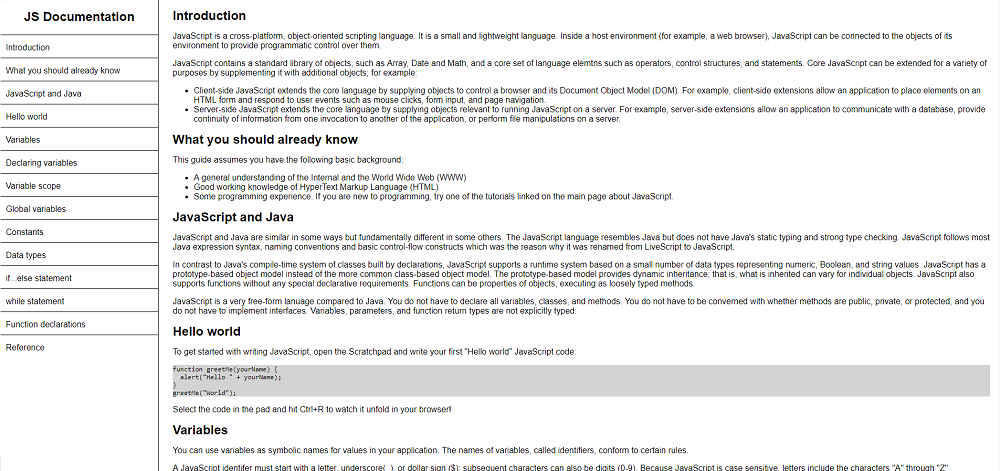 JS Documentation
Introduction
What you should already know
JavaScript and Java
Hello world
Variables
Declaring variables
Variable scope
Global variables
Constants
Data types
if...else statement
while statement
Function declarations
Reference
Introduction
JavaScript is a cross-platform, object-oriented scripting language. It is a small and lightweight language. Inside a host environment (for example, a web browser), JavaScript can be connected to the objects of its
environment to provide programmatic control over them.
JavaScript contains a standard library of objects, such as Array, Date and Math, and a core set of language elemtns such as operators, control structures, and statements. Core JavaScript can be extended for a variety of
purposes by supplementing it with additional objects; for example:
• Client-side JavaScript extends the core language by supplying objects to control a browser and its Document Object Model (DOM). For example, client-side extensions allow an application to place elements on
an HTML form and respond to user events such as mouse clicks, form input, and page navigation.
• Server-side JavaScript extends the core language by supplying objects relevant to running JavaScript on a server. For example, server-side extensions allow an application to communicate with a database, provide
continuity of information from one invocation to another of the application, or perform file manipulations on a server.
What you should already know
This guide assumes you have the following basic background:
• A general understanding of the Internal and the World Wide Web (WWW)
• Good working knowledge of HyperText Markup Language (HTML)
• Some programming experience. If you are new to programming, try one of the tutorials linked on the main page about JavaScript.
JavaScript and Java
JavaScript and Java are similar in some ways but fundamentally different in some others. The JavaScript language resembles Java but does not have Java's static typing and strong type checking. JavaScript follows most
Java expression syntax, naming conventions and basic control-flow constructs which was the reason why it was renamed from LiveScript to JavaScript.
In contrast to Java's compile-time system of classes built by declarations, JavaScript supports a runtime system based on a small number of data types representing numeric, Boolean, and string values. JavaScript has a
prototype-based object model instead of the more common class-based object model. The prototype-based model provides dynamic inheritance; that is, what is inherited can vary for individual objects. JavaScript also
supports functions without any special declarative requirements. Functions can be properties of objects, executing as loosely typed methods.
JavaScript is a very free-form lanuage compared to Java. You do not have to declare all variables, classes, and methods. You do not have to be converned with whether methods are public, private, or protected, and you
do not have to implement interfaces. Variables, parameters, and function return types are not explicitly typed.
Hello world
To get started with writing JavaScript, open the Scratchpad and write your first "Hello world" JavaScript code:
function greetMe(yourName) {
alert("Hello " + yourName);
}
greetMe("World");
Select the code in the pad and hit Ctrl+R to watch it unfold in your browser!
Variables
You can use variables as symbolic names for values in your application. The names of variables, called identifiers, conform to certain rules.
A JavaScript identifer must start with a letter, underscore(_), or dollar sign ($); subsequent characters can also be digits (0-9). Because JavaScript is case sensitive, letters include the characters "A" through "Z"